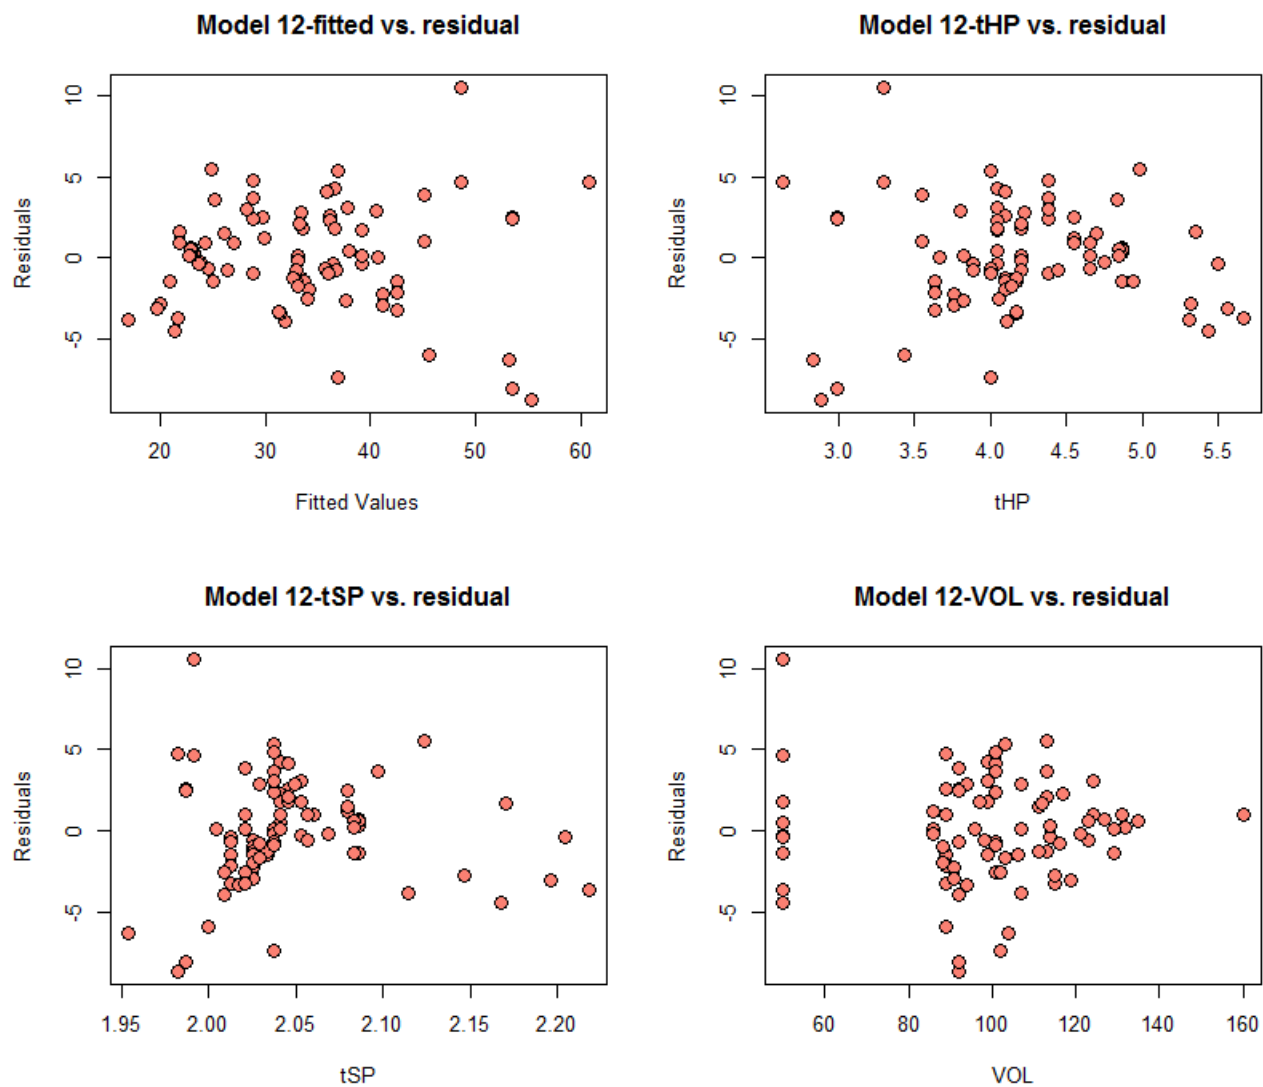 Model 12-fitted vs. residual
10
5
0
-5
Residuals
20 30 40 50 60
Fitted Values
Model 12-tHP vs. residual
10
5
0
-5
Residuals
3.0 3.5 4.0 4.5 5.0 5.5
tHP
Model 12-tSP vs. residual
10
5
0
-5
Residuals
1.95 2.00 2.05 2.10 2.15 2.20
tSP
Model 12-VOL vs. residual
10
5
0
-5
Residuals
60 80 100 120 140 160
VOL